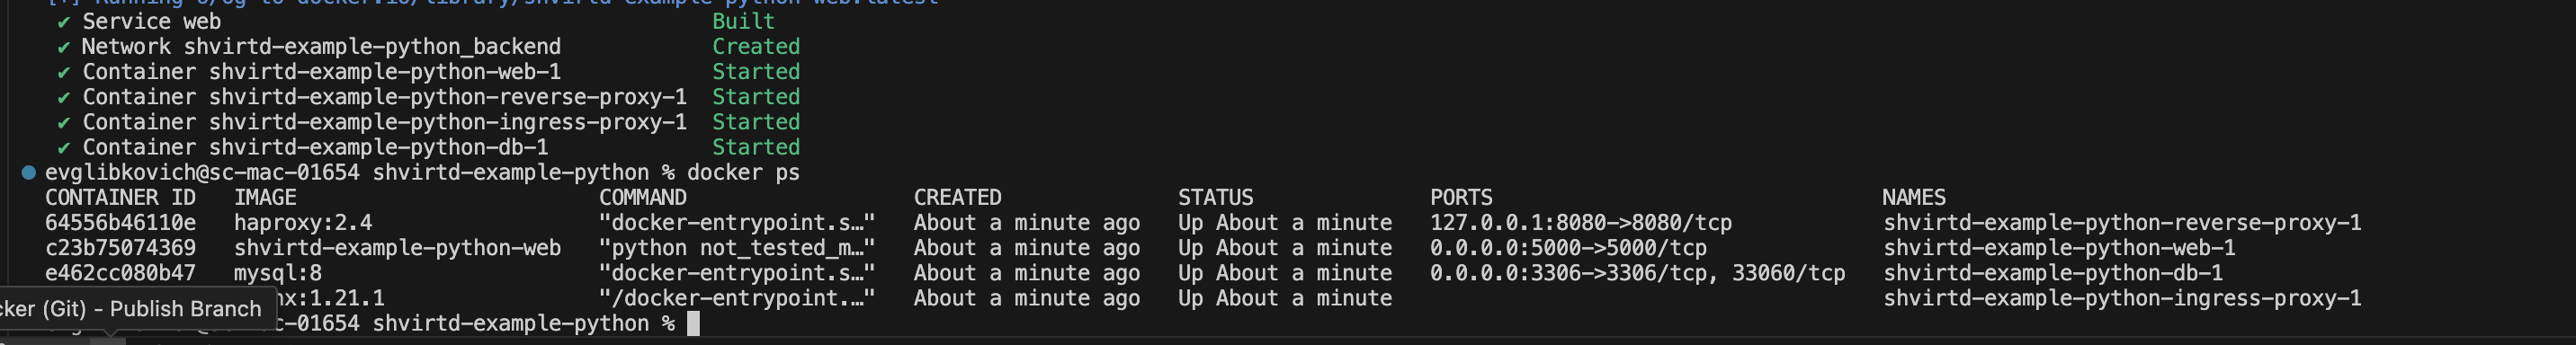 ✔ Service web Built
✔ Network shvirtd-example-python_backend Created
✔ Container shvirtd-example-python-web-1 Started
✔ Container shvirtd-example-python-reverse-proxy-1 Started
✔ Container shvirtd-example-python-ingress-proxy-1 Started
✔ Container shvirtd-example-python-db-1 Started
evglibkovich@sc-mac-01654 shvirtd-example-python % docker ps
CONTAINER ID IMAGE COMMAND CREATED STATUS PORTS NAMES
64556b46110e haproxy:2.4 "docker-entrypoint.s…" About a minute ago Up About a minute 127.0.0.1:8080->8080/tcp shvirtd-example-python-reverse-proxy-1
c23b75074369 shvirtd-example-python-web "python not_tested_m…" About a minute ago Up About a minute 0.0.0.0:5000->5000/tcp shvirtd-example-python-web-1
e462cc080b47 mysql:8 "docker-entrypoint.s…" About a minute ago Up About a minute 0.0.0.0:3306->3306/tcp, 33060/tcp shvirtd-example-python-db-1
nx:1.21.1 "/docker-entrypoint.…" About a minute ago Up About a minute shvirtd-example-python-ingress-proxy-1
cker (Git) - Publish Branch
c-01654 shvirtd-example-python %